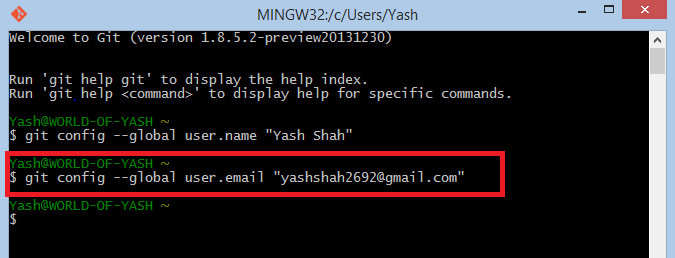 MINGW32:/c/Users/Yash
Welcome to Git (version 1.8.5.2-preview20131230)
Run 'git help git' to display the help index.
Run 'git help <command>' to display help for specific commands.
Yash@WORLD-OF-YASH ~
$ git config --global user.name "Yash Shah"
Yash@WORLD-OF-YASH ~
$ git config --global user.email "yashshah2692@gmail.com"
Yash@WORLD-OF-YASH ~
$